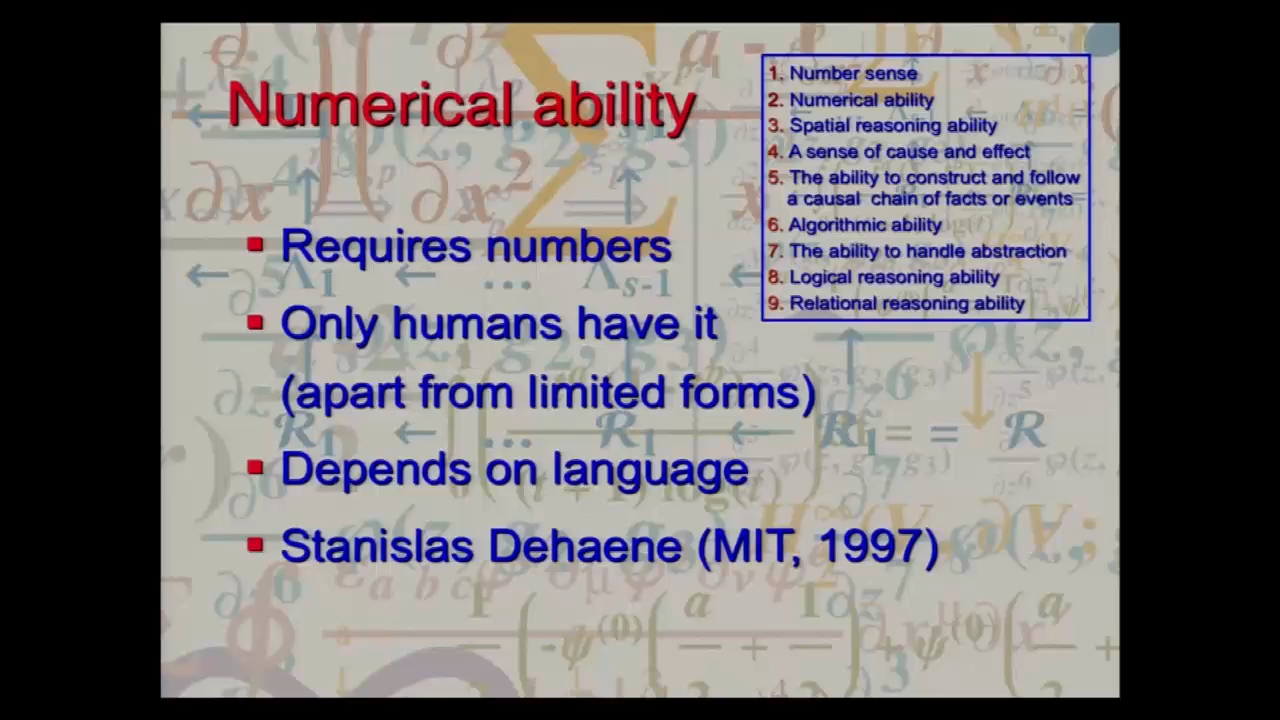 Numerical ability
1. Number sense
2. Numerical ability
3. Spatial reasoning ability
4. A sense of cause and effect
5. The ability to construct and follow
a causal chain of facts or events
6. Algorithmic ability
7. The ability to handle abstraction
8. Logical reasoning ability
9. Relational reasoning ability
▪ Requires numbers
▪ Only humans have it
(apart from limited forms)
▪ Depends on language
▪ Stanislas Dehaene (MIT, 1997)